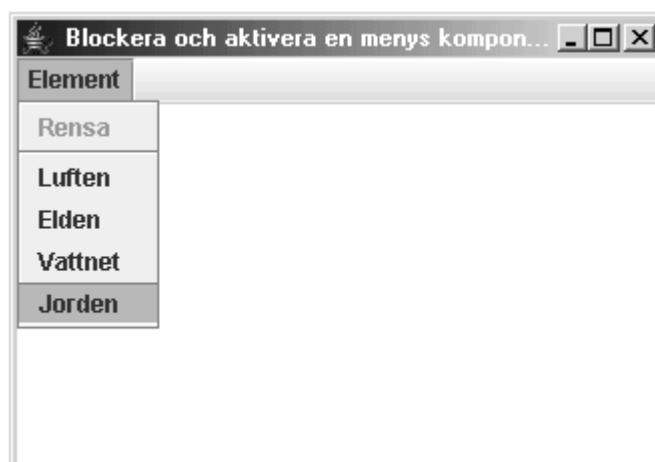 Blockera och aktivera en menys kompon...
Element
Rensa
Luften
Elden
Vattnet
Jorden